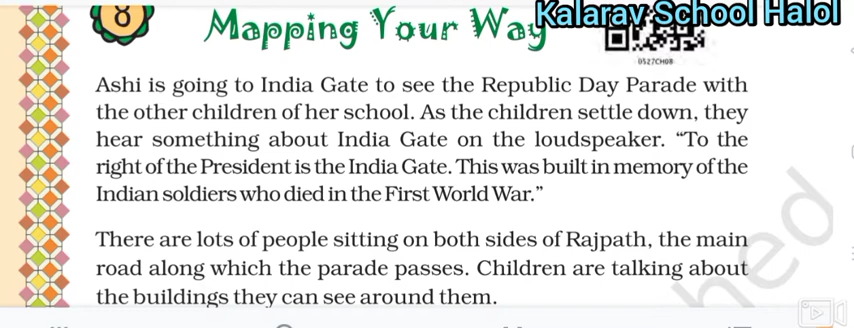 8
Mapping Your Way
Kalarav School Halol
0527CH08
Ashi is going to India Gate to see the Republic Day Parade with
the other children of her school. As the children settle down, they
hear something about India Gate on the loudspeaker. “To the
right of the President is the India Gate. This was built in memory of the
Indian soldiers who died in the First World War.”
There are lots of people sitting on both sides of Rajpath, the main
road along which the parade passes. Children are talking about
the buildings they can see around them.
hed